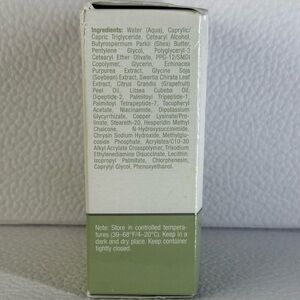 Ingredients: Water (Aqua), Caprylic/
Capric Triglyceride, Cetearyl Alcohol,
Butyrospermum Parkii (Shea) Butter,
Pentylene Glycol, Polyglyceryl-3
Cetearyl Ether Olivate, PPG-12/SMDI
Copolymer, Glycerin, Echinacea
Purpurea Extract, Glycine Soja
(Soybean) Extract, Swertia Chirata Leaf
Extract, Citrus Grandis (Grapefruit)
Peel Oil, Litsea Cubeba Oil,
Dipeptide-2, Palmitoyl Tripeptide-1,
Palmitoyl Tetrapeptide-7, Tocopheryl
Acetate, Niacinamide, Dipotassium
Glycyrrhizate, Copper Lysinate/Pro-
linate, Steareth-20, Hesperidin Methyl
Chalcone, N-Hydroxysuccinimide,
Chrysin Sodium Hydroxide, Methylglu-
coside Phosphate, Acrylates/C10-30
Alkyl Acrylate Crosspolymer, Trisodium
Ethylenediamine Disuccinate, Lecithin,
Isopropyl Palmitate, Chlorphenesin,
Caprylyl Glycol, Phenoxyethanol.
Note: Store in controlled tempera-
tures (39–68°F/4–20°C). Keep in a
dark and dry place. Keep container
tightly closed.